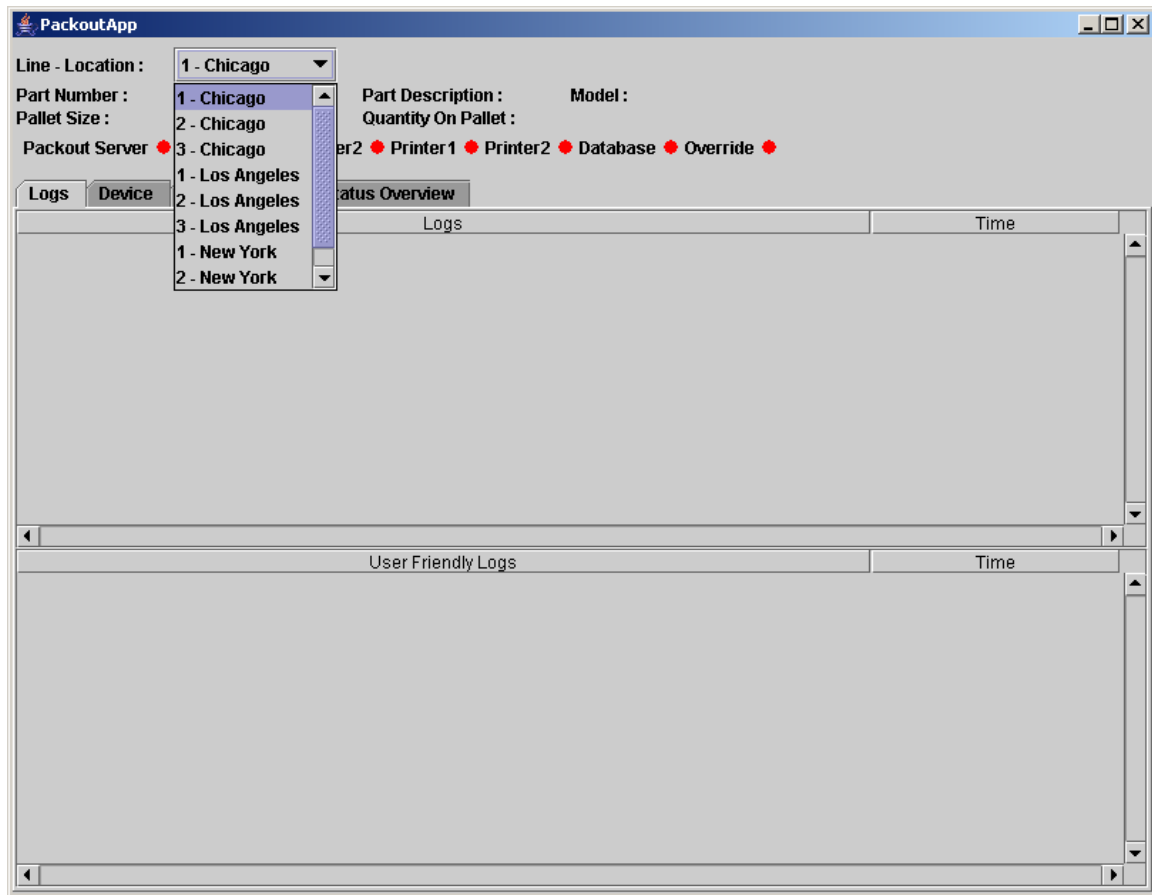 PackoutApp
Line - Location : 1 - Chicago
Part Number : Part Description : Model :
Pallet Size : Quantity On Pallet :
1 - Chicago
2 - Chicago
3 - Chicago
1 - Los Angeles
2 - Los Angeles
3 - Los Angeles
1 - New York
2 - New York
Packout Server er2 Printer1 Printer2 Database Override
Logs Device tatus Overview
Logs Time
User Friendly Logs Time